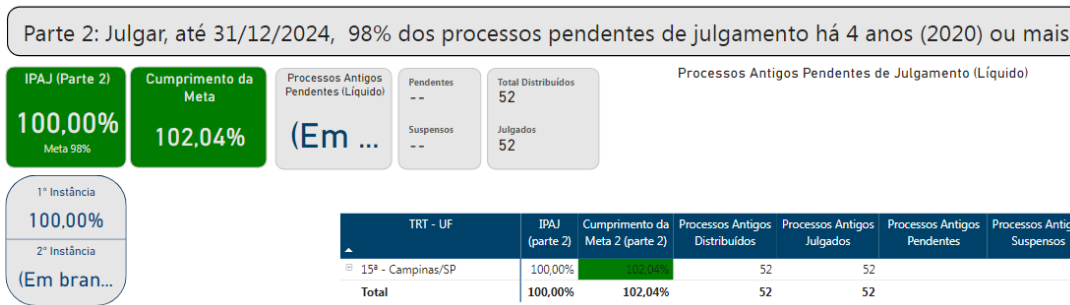 Parte 2: Julgar, até 31/12/2024, 98% dos processos pendentes de julgamento há 4 anos (2020) ou mais
IPAJ (Parte 2)
100,00%
Meta 98%
Cumprimento da
Meta
102,04%
Processos Antigos
Pendentes (Líquido)
(Em ...
Pendentes
--
Suspensos
--
Total Distribuídos
52
Julgados
52
Processos Antigos Pendentes de Julgamento (Líquido)
1° Instância
100,00%
2° Instância
(Em bran...
TRT - UF IPAJ Cumprimento da Processos Antigos Processos Antigos Processos Antigos Processos Antig
(parte 2) Meta 2 (parte 2) Distribuídos Julgados Pendentes Suspensos
15ª - Campinas/SP 100,00% 102,04% 52 52
Total 100,00% 102,04% 52 52